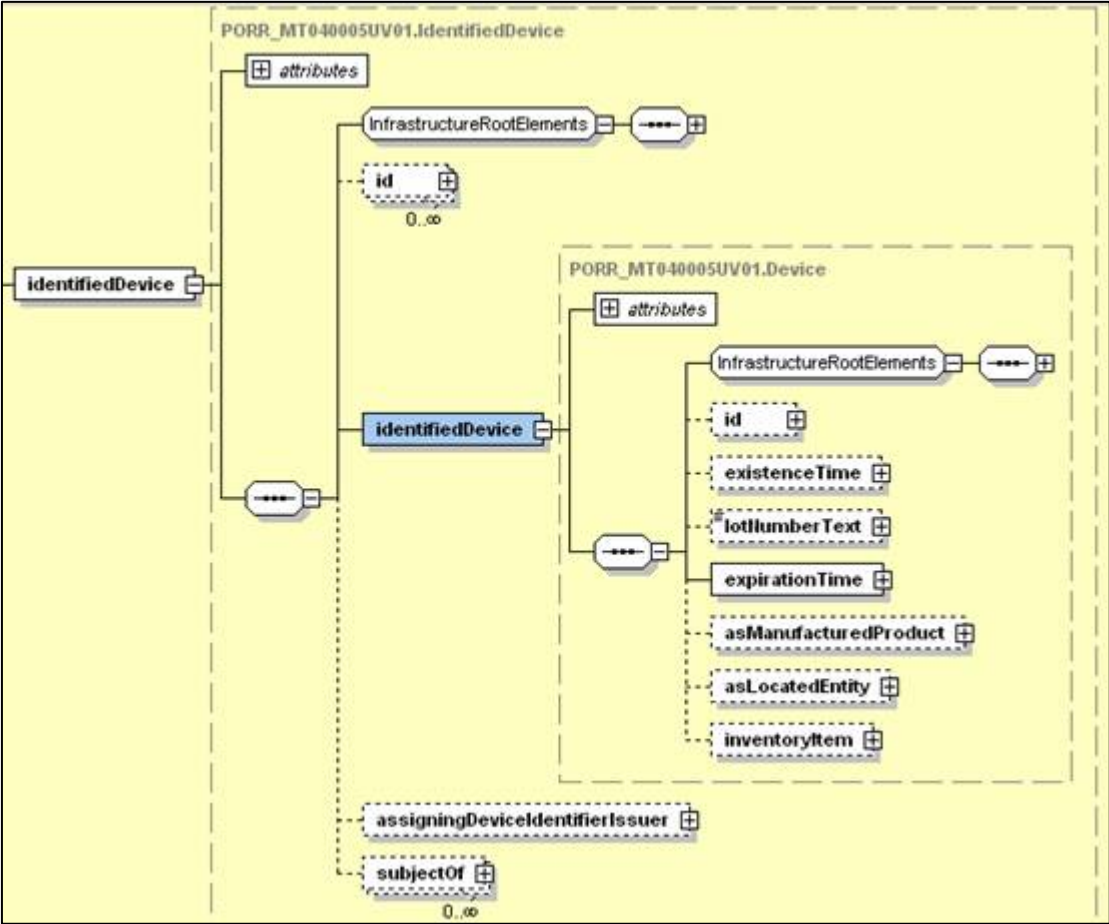 PORR_MT040005UV01.IdentifiedDevice
attributes
InfrastructureRootElements
id
0..∞
identifiedDevice
PORR_MT040005UV01.Device
attributes
InfrastructureRootElements
id
identifiedDevice
existenceTime
lotNumberText
expirationTime
asManufacturedProduct
asLocatedEntity
inventoryItem
assigningDeviceIdentifierIssuer
subjectOf
0..∞